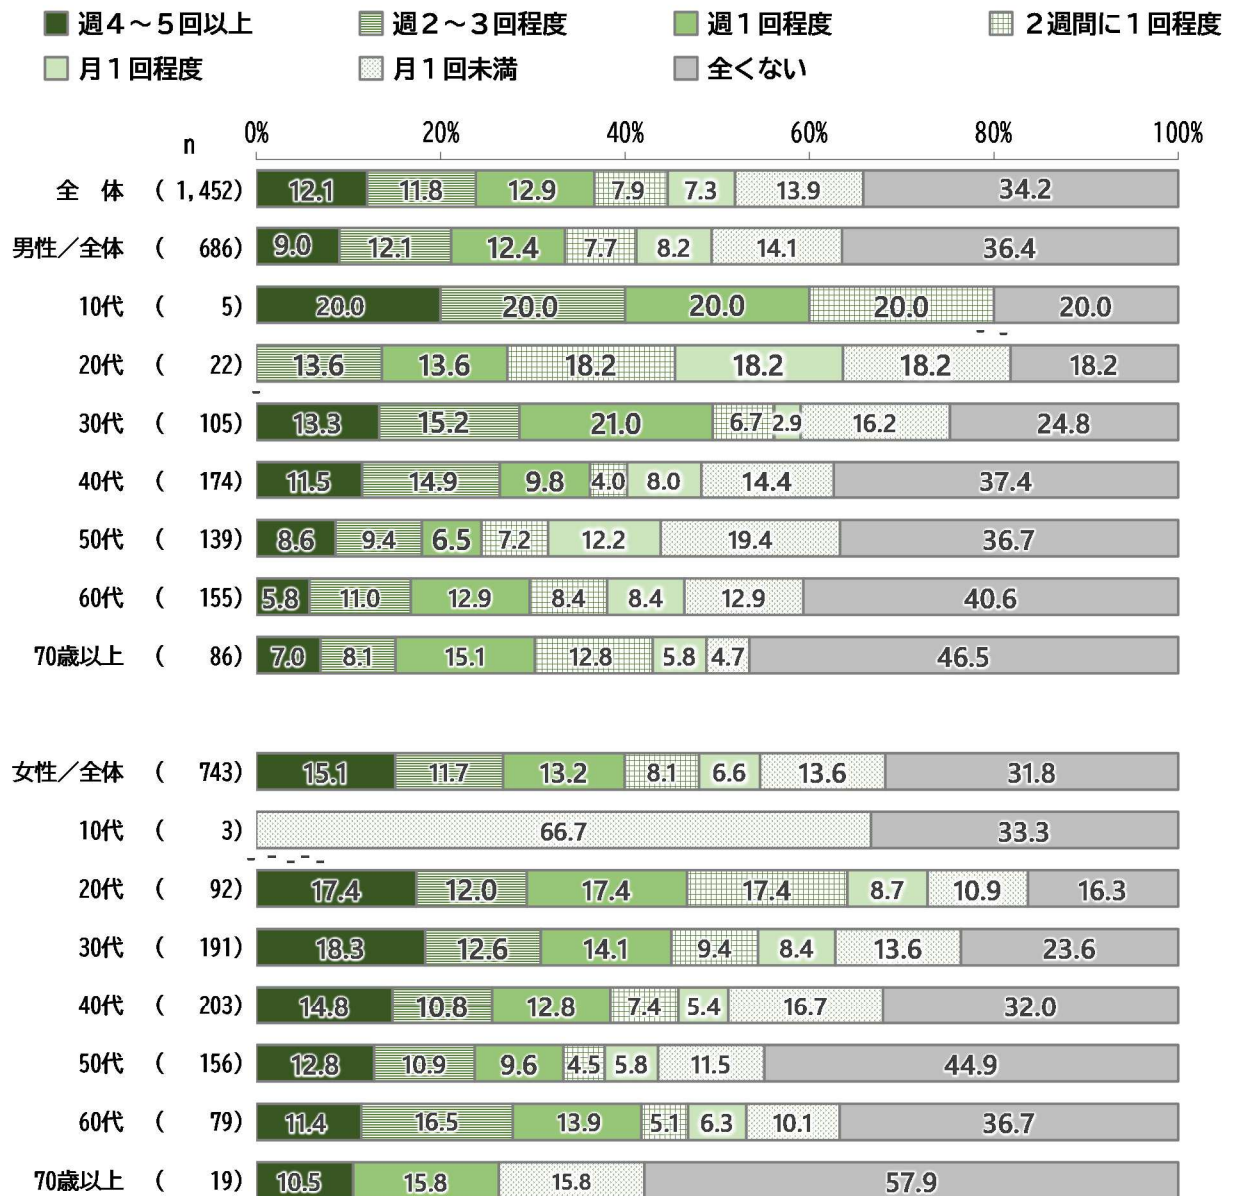 週４～５回以上 週２～３回程度 週１回程度 ２週間に１回程度
月１回程度 月１回未満 全くない
n 0% 20% 40% 60% 80% 100%
全 体 ( 1,452) 12.1 11.8 12.9 7.9 7.3 13.9 34.2
男性／全体 ( 686) 9.0 12.1 12.4 7.7 8.2 14.1 36.4
10代 ( 5) 20.0 20.0 20.0 20.0 20.0
- -
20代 ( 22) 13.6 13.6 18.2 18.2 18.2 18.2
-
30代 ( 105) 13.3 15.2 21.0 6.7 2.9 16.2 24.8
40代 ( 174) 11.5 14.9 9.8 4.0 8.0 14.4 37.4
50代 ( 139) 8.6 9.4 6.5 7.2 12.2 19.4 36.7
60代 ( 155) 5.8 11.0 12.9 8.4 8.4 12.9 40.6
70歳以上 ( 86) 7.0 8.1 15.1 12.8 5.8 4.7 46.5
女性／全体 ( 743) 15.1 11.7 13.2 8.1 6.6 13.6 31.8
10代 ( 3) 66.7 33.3
- - - - -
20代 ( 92) 17.4 12.0 17.4 17.4 8.7 10.9 16.3
30代 ( 191) 18.3 12.6 14.1 9.4 8.4 13.6 23.6
40代 ( 203) 14.8 10.8 12.8 7.4 5.4 16.7 32.0
50代 ( 156) 12.8 10.9 9.6 4.5 5.8 11.5 44.9
60代 ( 79) 11.4 16.5 13.9 5.1 6.3 10.1 36.7
70歳以上 ( 19) 10.5 15.8 15.8 57.9